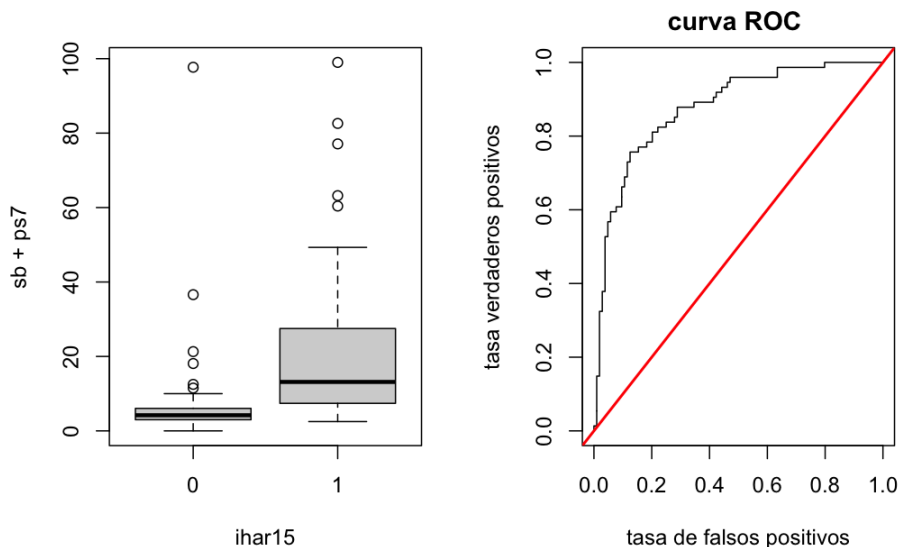 sb + ps7
100
80
60
40
20
0
0 1
ihar15
curva ROC
tasa verdaderos positivos
1.0
0.8
0.6
0.4
0.2
0.0
0.0 0.2 0.4 0.6 0.8 1.0
tasa de falsos positivos